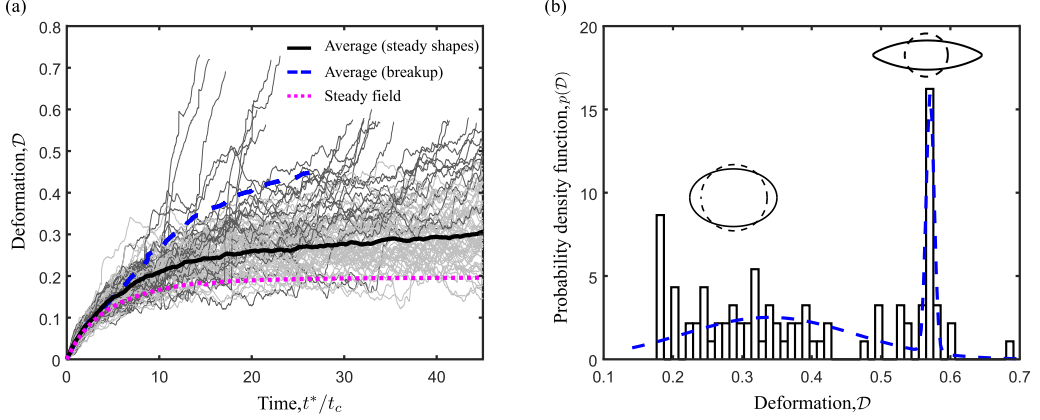 (a)
0.8
0.7
0.6
0.5
0.4
0.3
0.2
0.1
0
Deformation,𝒟
Average (steady shapes)
Average (breakup)
Steady field
0 10 20 30 40
Time,t*/t_c
(b)
20
15
10
5
0
Probability density function,p(𝒟)
0.1 0.2 0.3 0.4 0.5 0.6 0.7
Deformation,𝒟